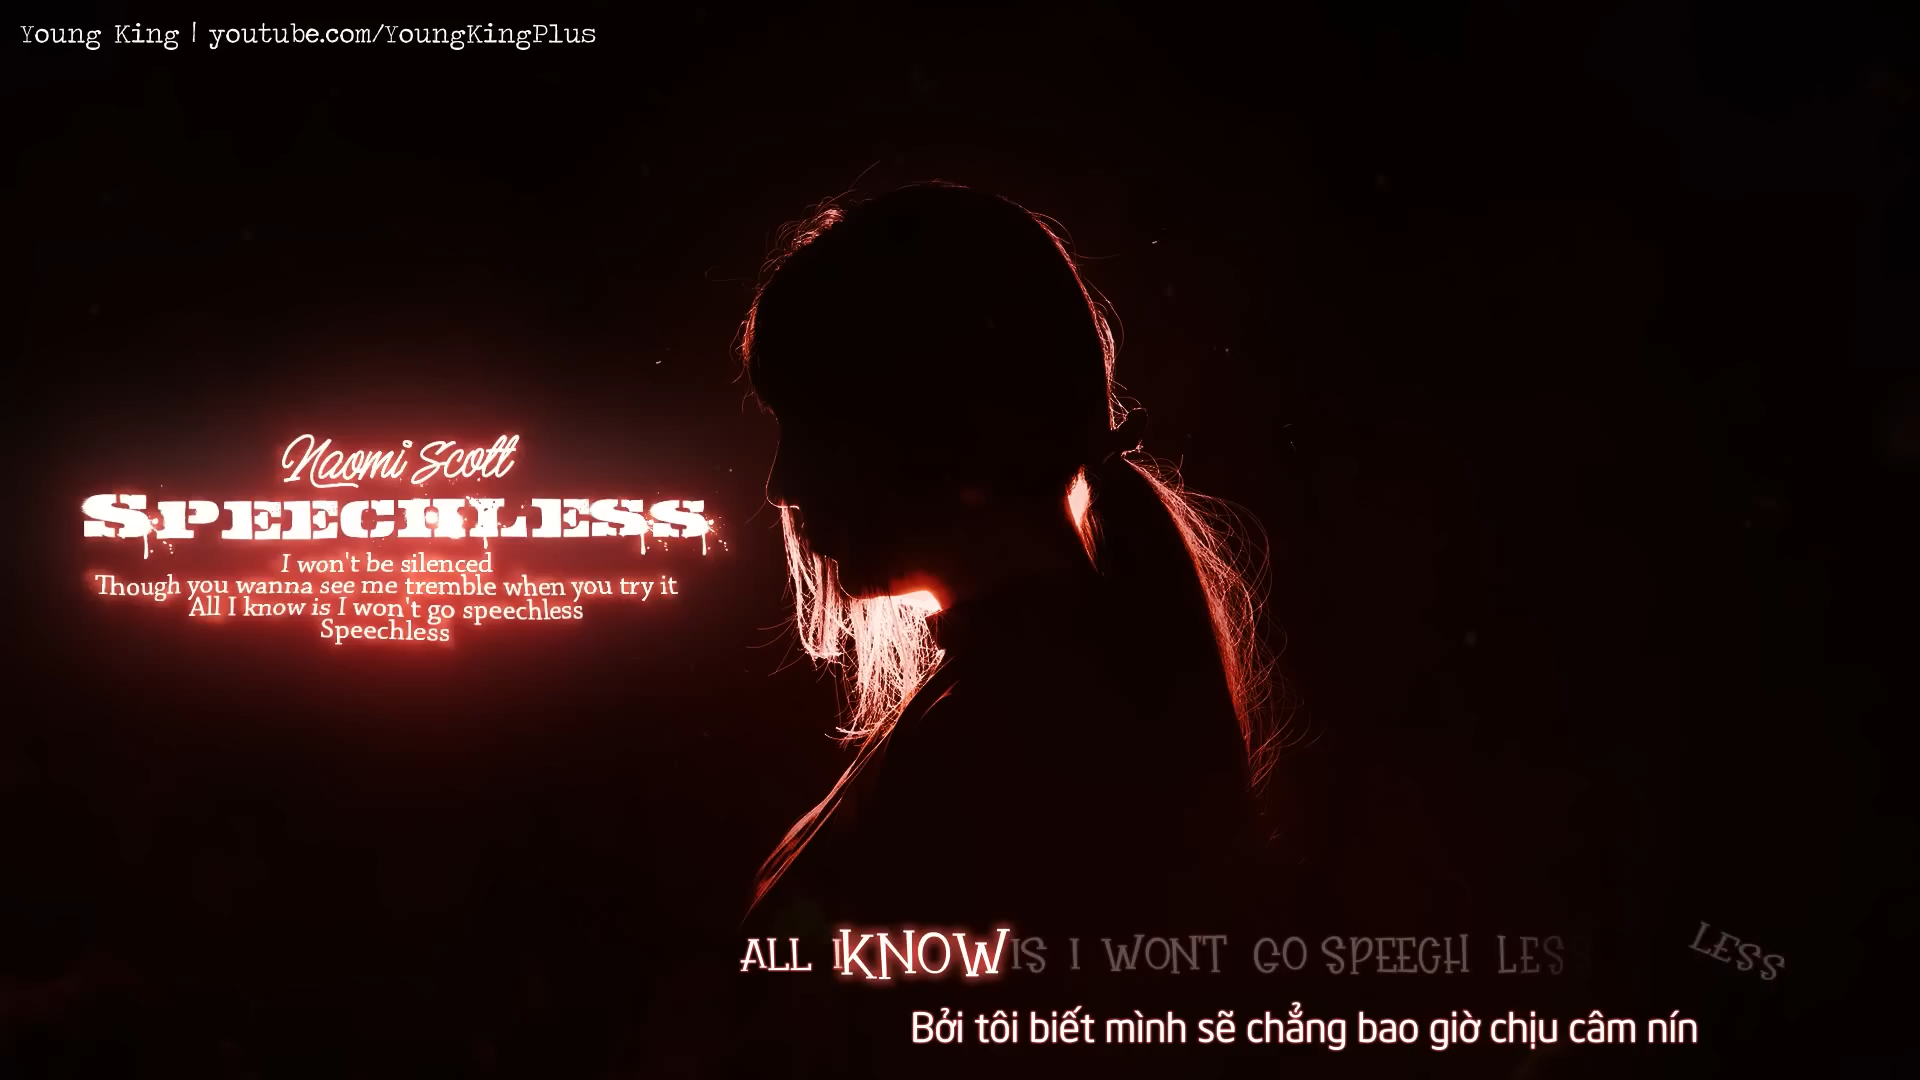 Young King | youtube.com/YoungKingPlus
Naomi Scott
SPEECHLESS
I won't be silenced
Though you wanna see me tremble when you try it
All I know is I won't go speechless
Speechless
ALL I KNOW IS I WON'T GO SPEECH LESS LESS
Bởi tôi biết mình sẽ chẳng bao giờ chịu câm nín